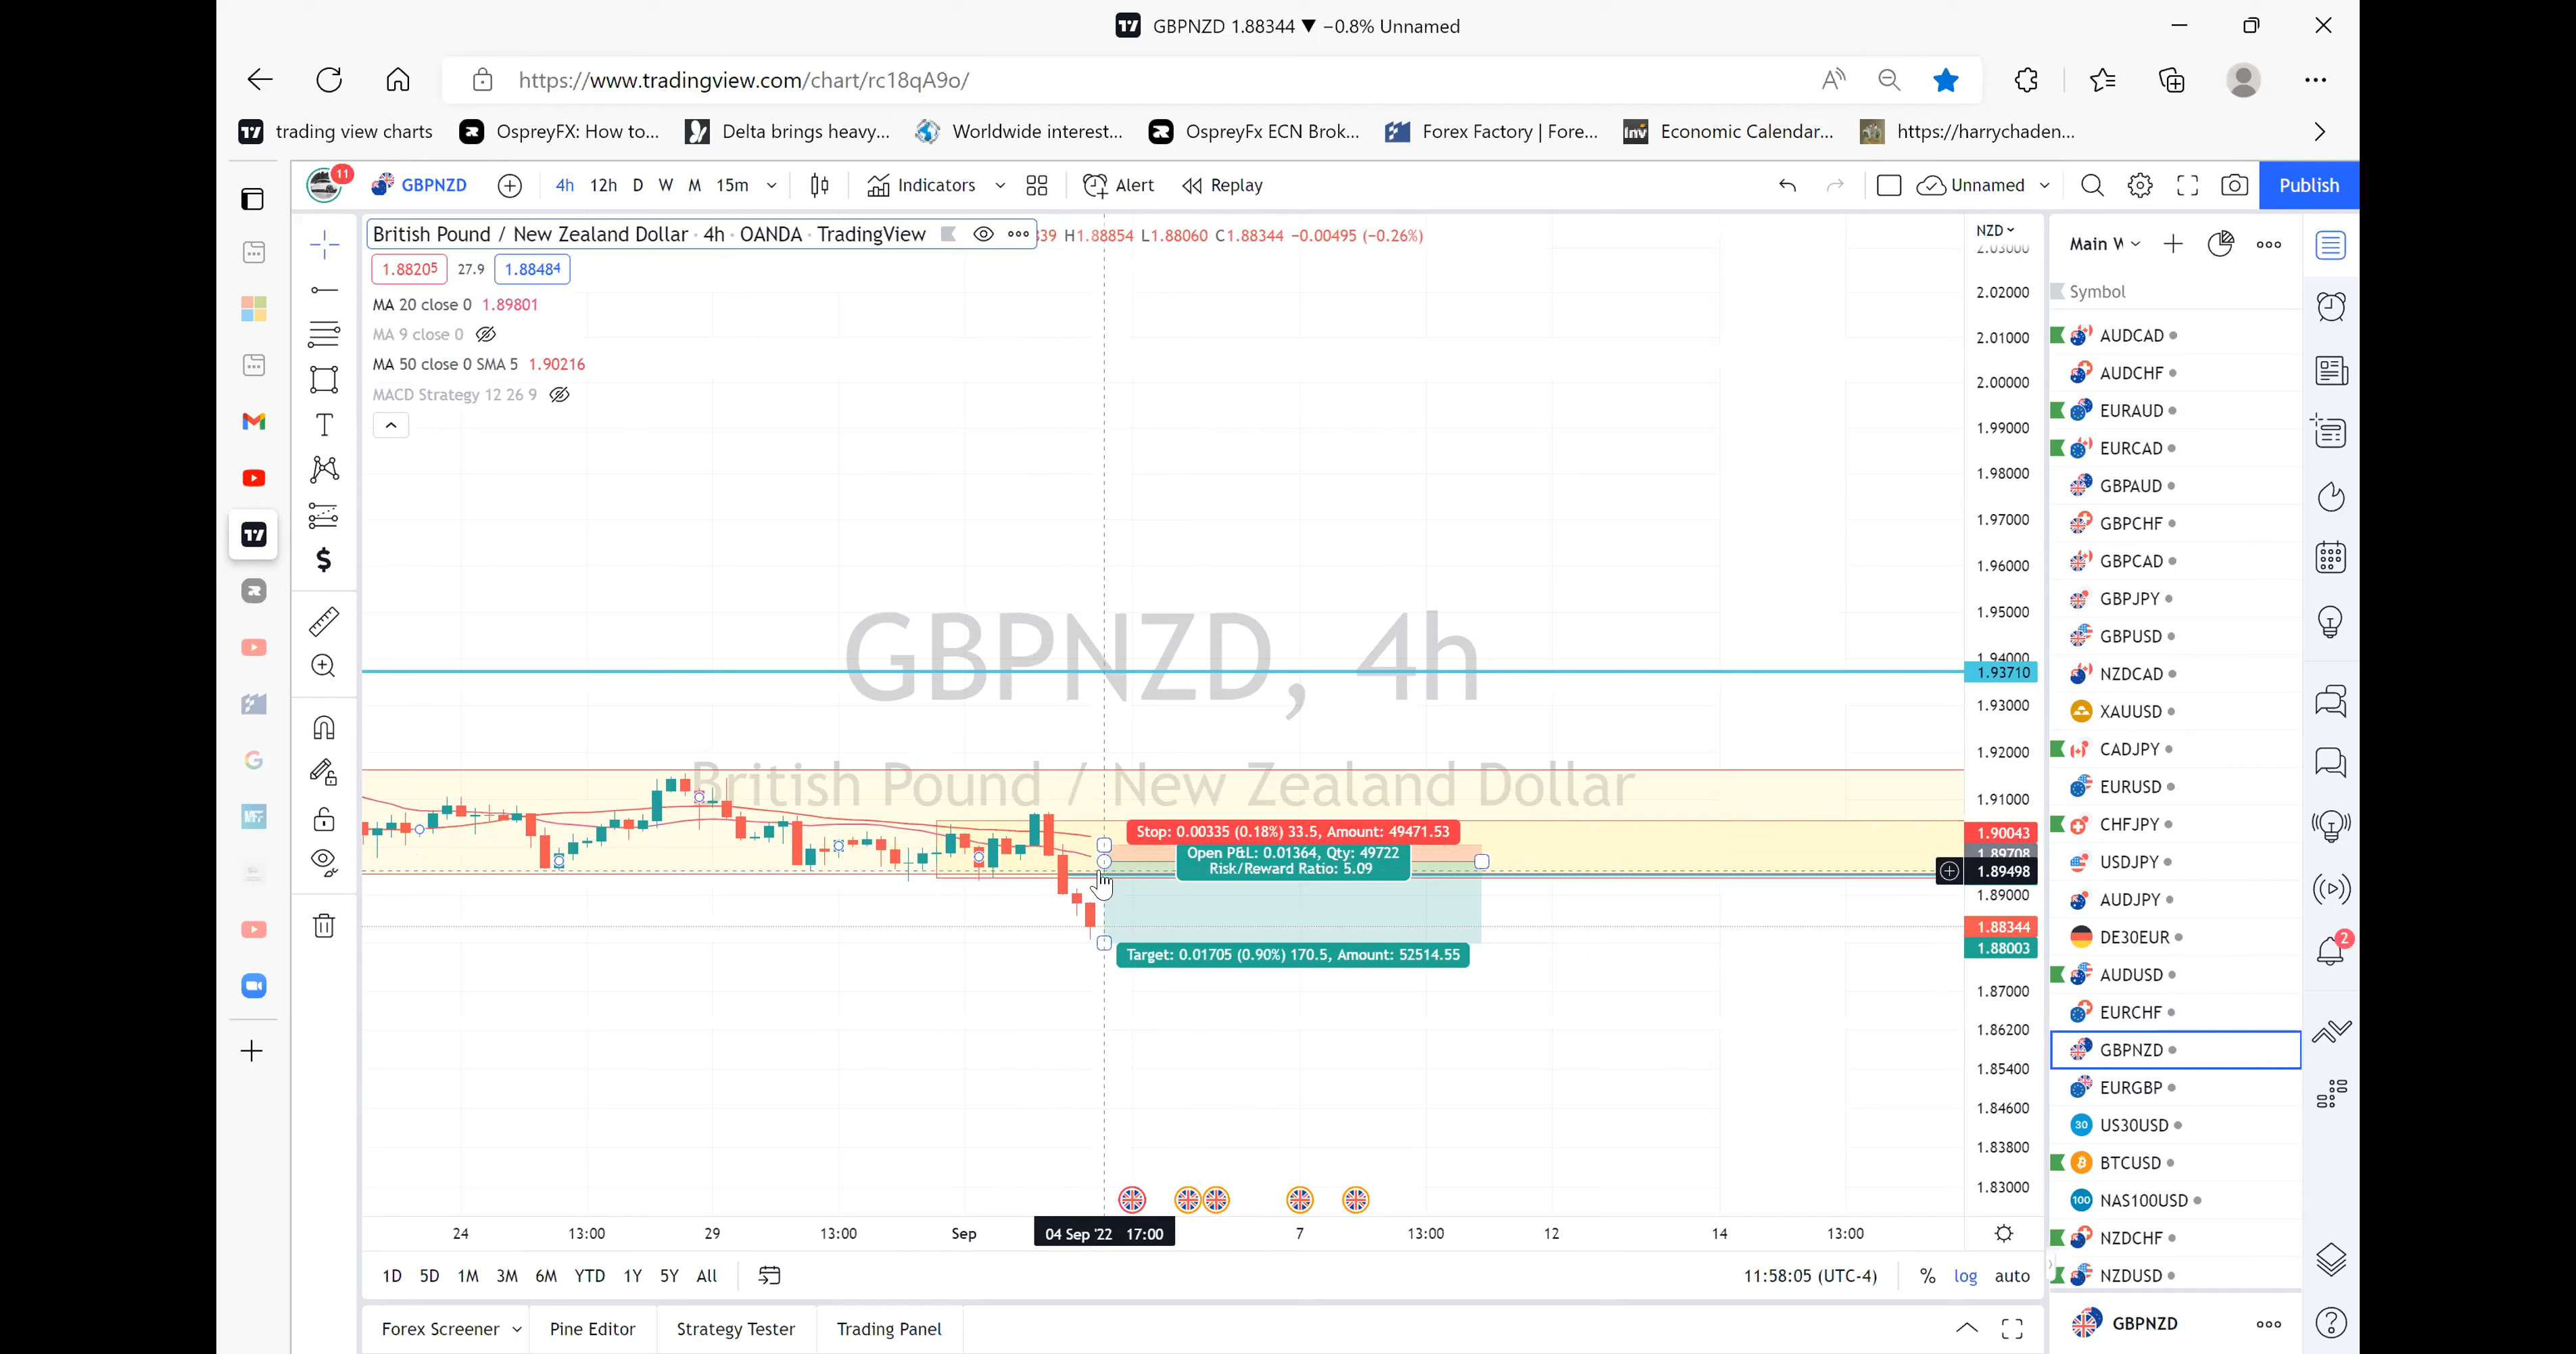 GBPNZD 1.88344 ▼ −0.8% Unnamed
https://www.tradingview.com/chart/rc18qA9o/
trading view charts
OspreyFX: How to...
Delta brings heavy...
Worldwide interest...
OspreyFx ECN Brok...
Forex Factory | Fore...
Inv Economic Calendar...
https://harrychaden...
11 GBPNZD 4h 12h D W M 15m Indicators Alert Replay Unnamed Publish
British Pound / New Zealand Dollar · 4h · OANDA · TradingView H1.88854 L1.88060 C1.88344 −0.00495 (−0.26%)
1.88205 27.9 1.88484
MA 20 close 0 1.89801
MA 9 close 0
MA 50 close 0 SMA 5 1.90216
MACD Strategy 12 26 9
GBPNZD, 4h
British Pound / New Zealand Dollar
Stop: 0.00335 (0.18%) 33.5, Amount: 49471.53
Open P&L: 0.01364, Qty: 49722
Risk/Reward Ratio: 5.09
Target: 0.01705 (0.90%) 170.5, Amount: 52514.55
NZD
2.03000
2.02000
2.01000
2.00000
1.99000
1.98000
1.97000
1.96000
1.95000
1.94000
1.93710
1.93000
1.92000
1.91000
1.90043
1.89708
1.89498
1.89000
1.88344
1.88003
1.87000
1.86200
1.85400
1.84600
1.83800
1.83000
24 13:00 29 13:00 Sep 04 Sep '22 17:00 7 13:00 12 14 13:00
1D 5D 1M 3M 6M YTD 1Y 5Y All 11:58:05 (UTC-4) % log auto
Forex Screener Pine Editor Strategy Tester Trading Panel
Main
Symbol
AUDCAD
AUDCHF
EURAUD
EURCAD
GBPAUD
GBPCHF
GBPCAD
GBPJPY
GBPUSD
NZDCAD
XAUUSD
CADJPY
EURUSD
CHFJPY
USDJPY
AUDJPY
DE30EUR
AUDUSD
EURCHF
GBPNZD
EURGBP
30 US30USD
BTCUSD
100 NAS100USD
NZDCHF
NZDUSD
GBPNZD
2